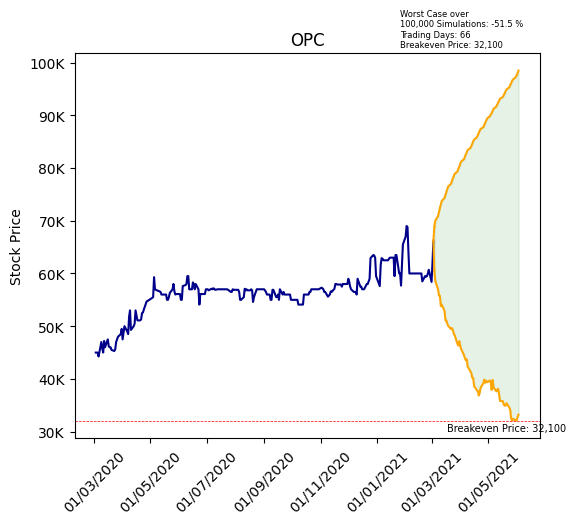 Worst Case over
100,000 Simulations: -51.5 %
Trading Days: 66
Breakeven Price: 32,100
OPC
100K
90K
80K
70K
60K
50K
40K
30K
Stock Price
Breakeven Price: 32,100
01/03/2020
01/05/2020
01/07/2020
01/09/2020
01/11/2020
01/01/2021
01/03/2021
01/05/2021